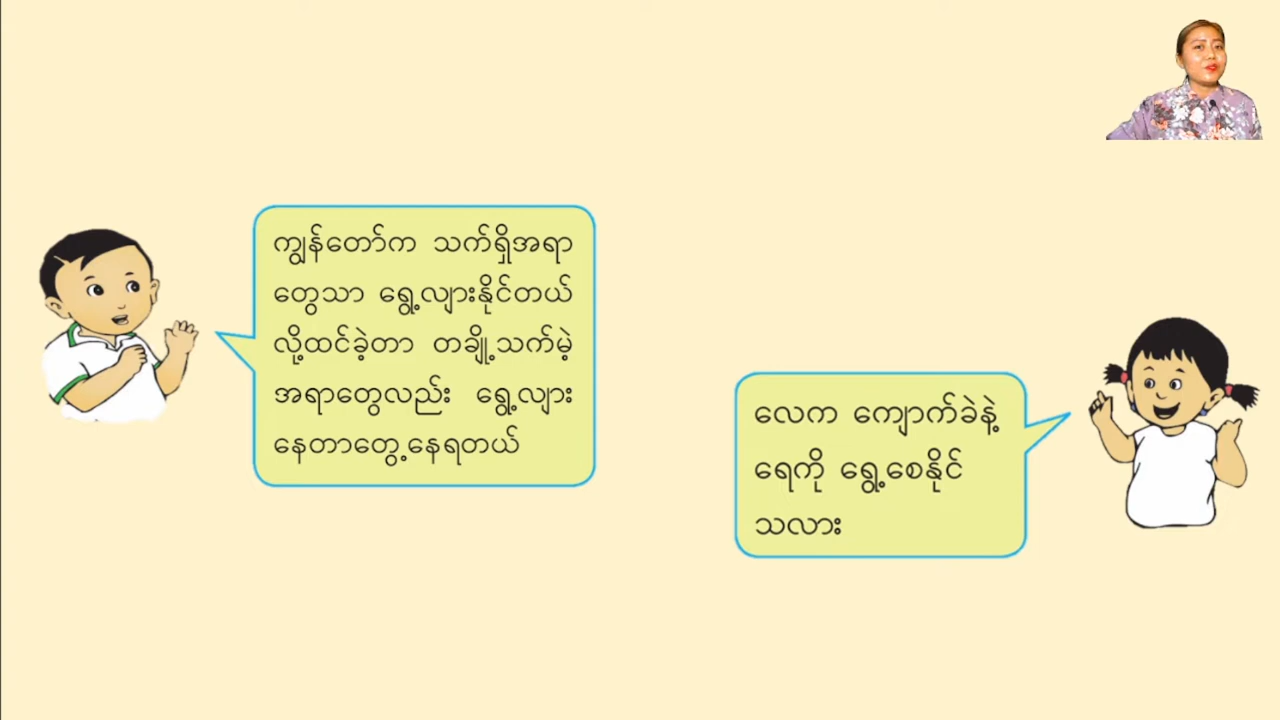 ကျွန်တော်က သက်ရှိအရာ
တွေသာ ရွေ့လျားနိုင်တယ်
လို့ထင်ခဲ့တာ တချို့သက်မဲ့
အရာတွေလည်း ရွေ့လျား
နေတာတွေ့နေရတယ်
လေက ကျောက်ခဲနဲ့
ရေကို ရွေ့စေနိုင်
သလား